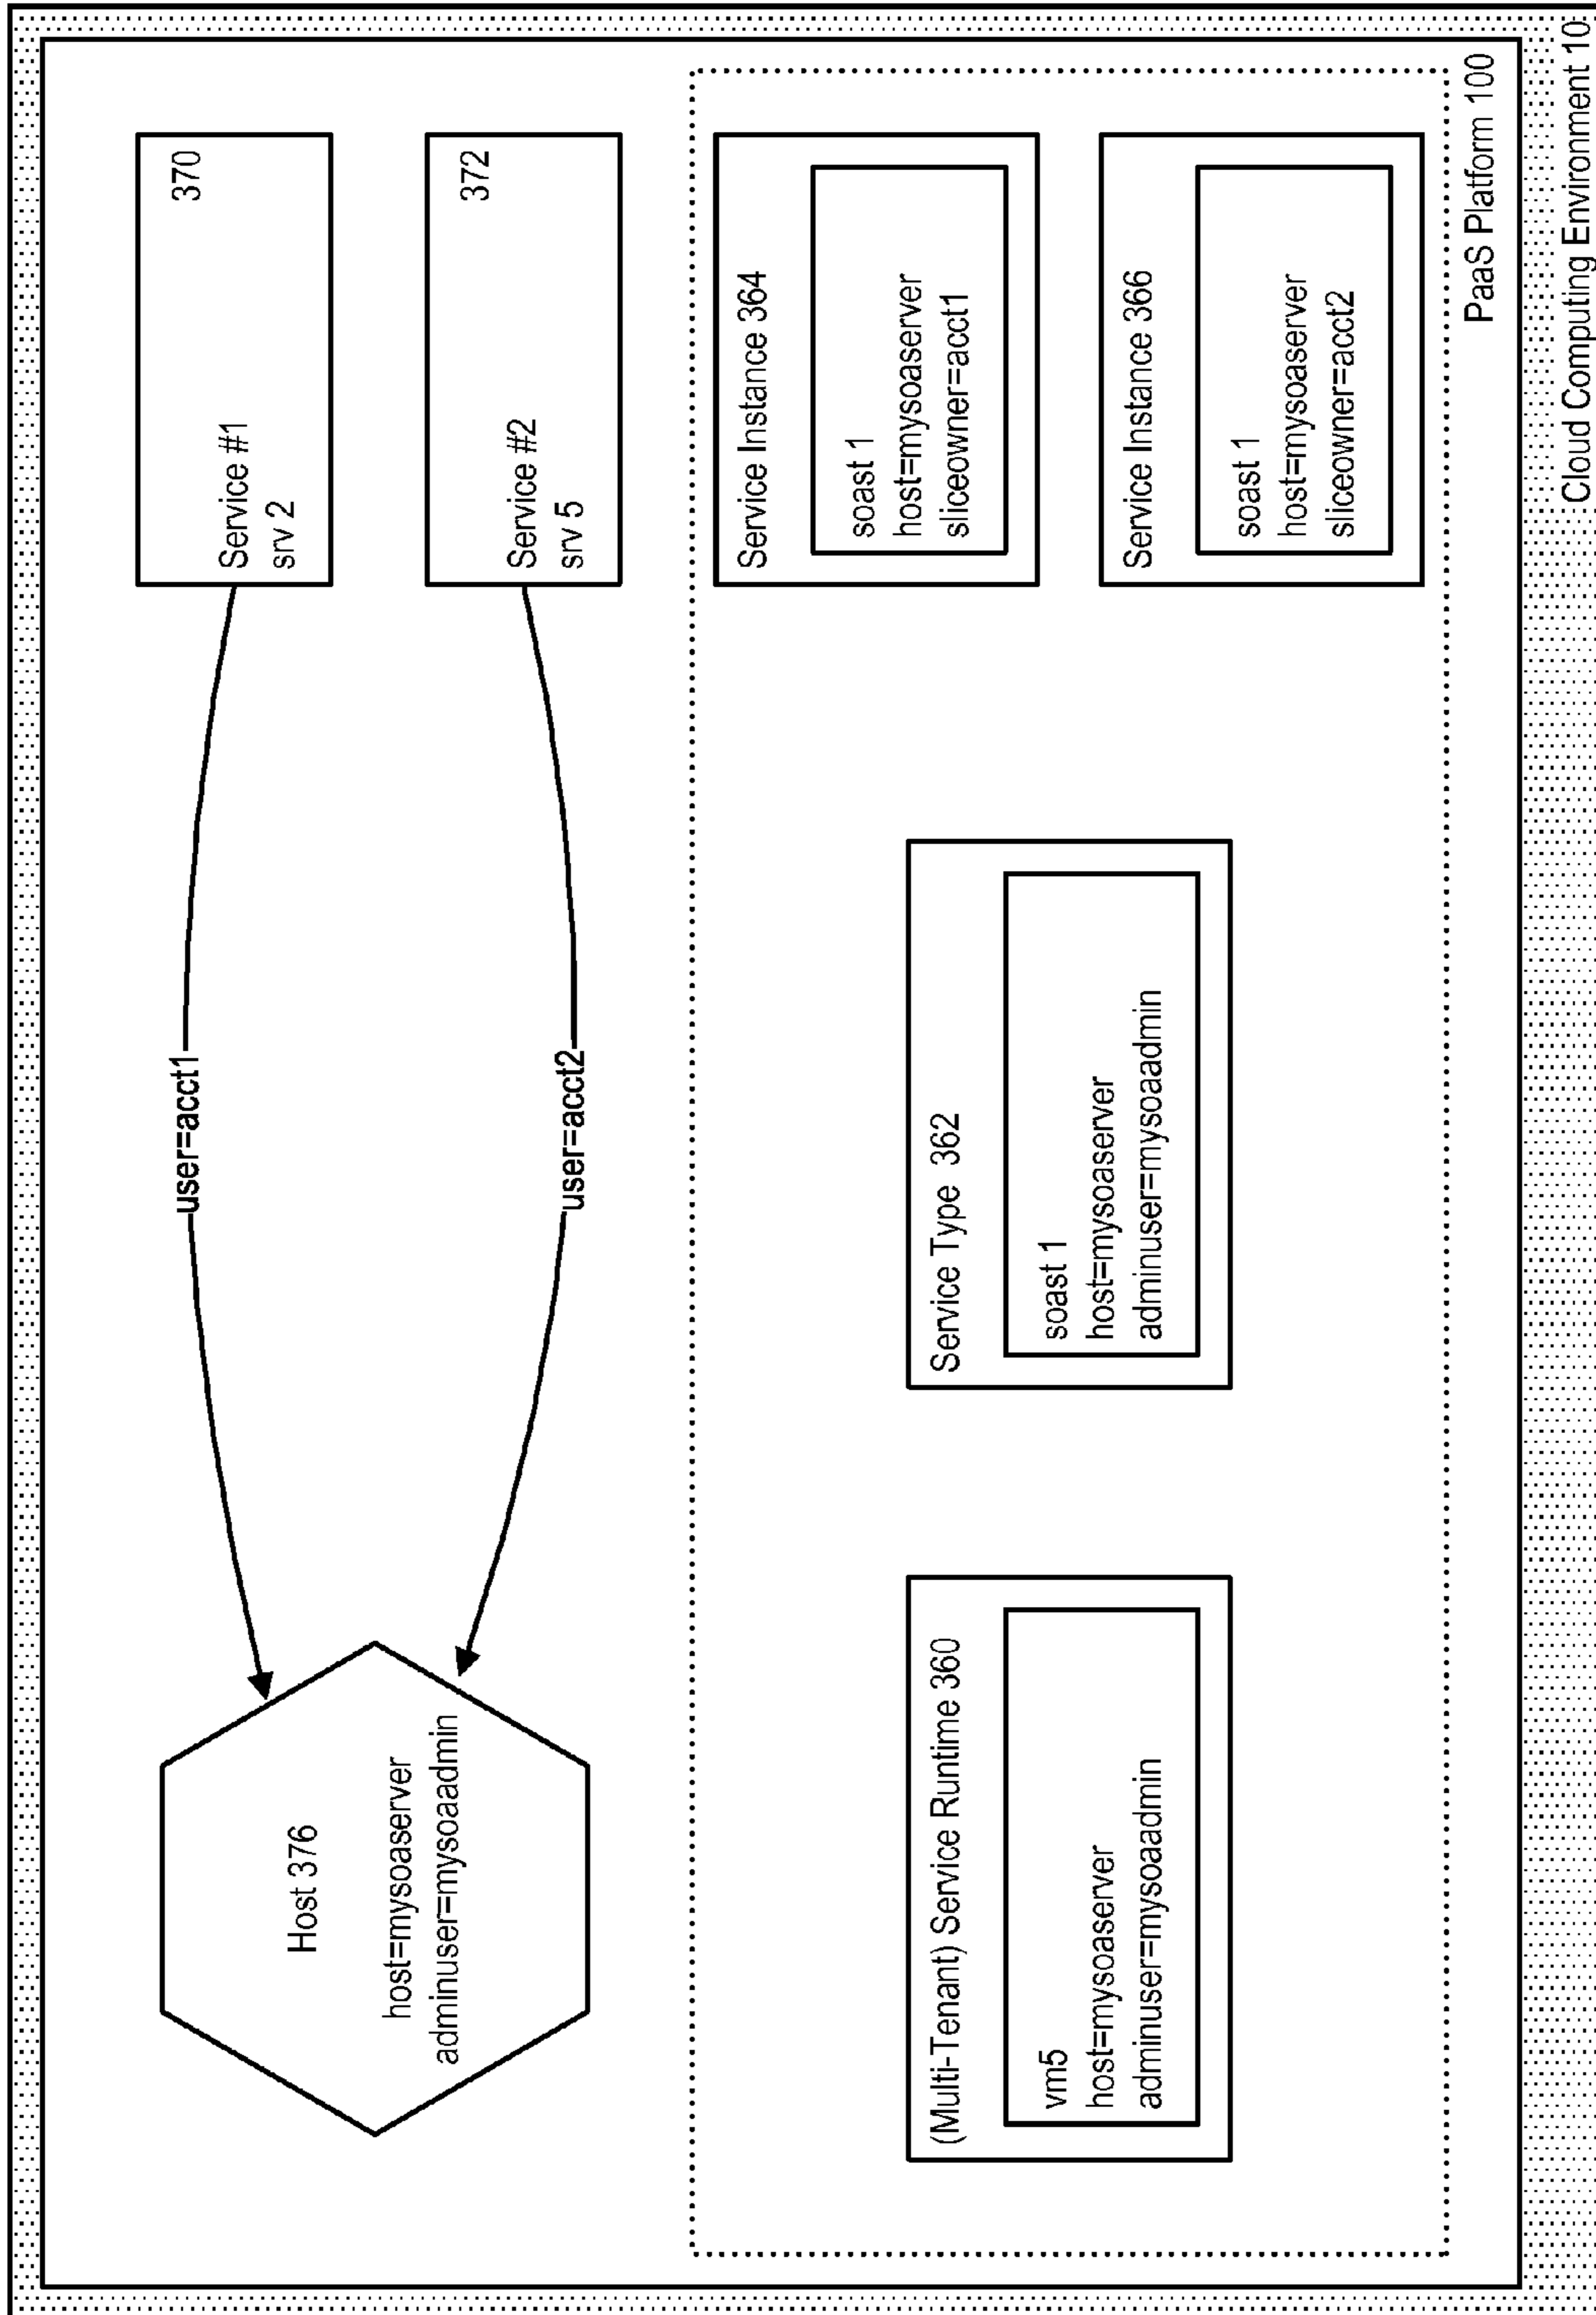 Host 376
host=mysoaserver
adminuser=mysoaadmin
user=acct1
user=acct2
370
Service #1
srv 2
372
Service #2
srv 5
(Multi-Tenant) Service Runtime 360
vm5
host=mysoaserver
adminuser=mysoaadmin
Service Type 362
soast 1
host=mysoaserver
adminuser=mysoaadmin
Service Instance 364
soast 1
host=mysoaserver
sliceowner=acct1
Service Instance 366
soast 1
host=mysoaserver
sliceowner=acct2
PaaS Platform 100
Cloud Computing Environment 10